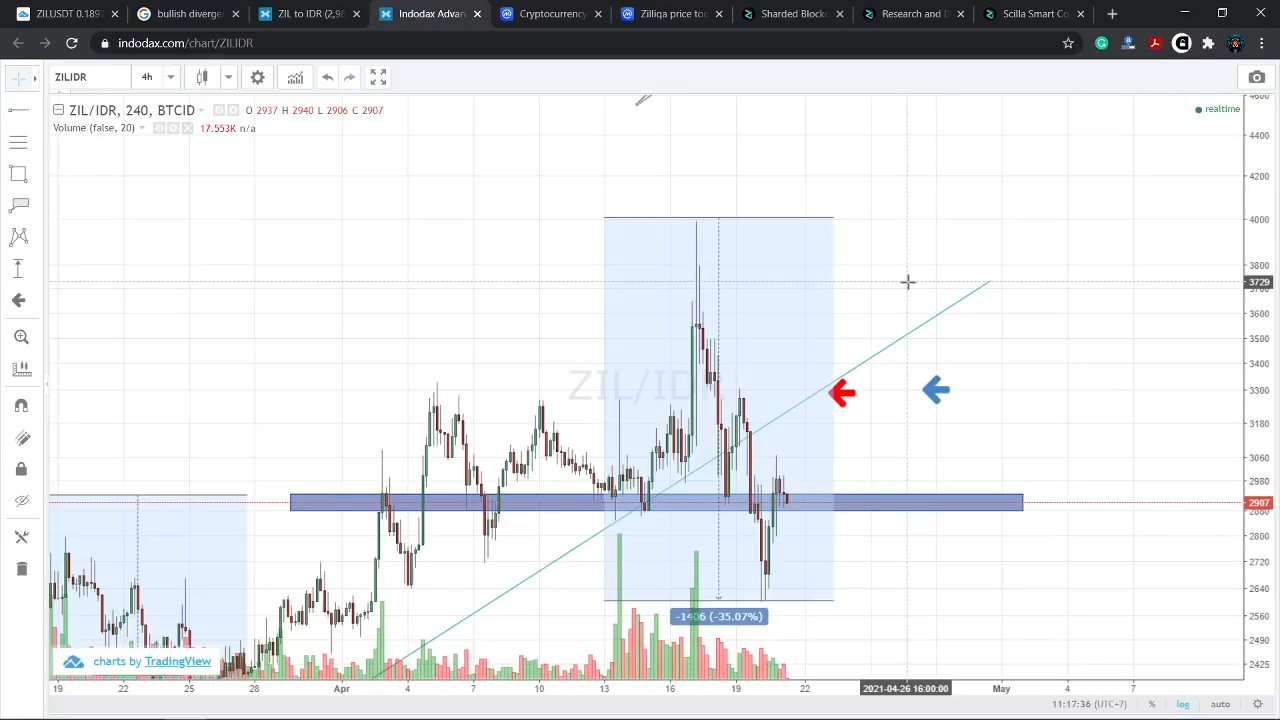 ZILUSDT 0.189
bullish diverge
ZIL to IDR (2,98
Indodax Adva
Cryptocurrency
Zilliqa price to
Sharded Block
Research and D
Scilla Smart Co
indodax.com/chart/ZILIDR
ZILIDR 4h
ZIL/IDR, 240, BTCID O 2937 H 2940 L 2906 C 2907
realtime
Volume (false, 20) 17.553K n/a
4600
4400
4200
4000
3800
3729
3700
3600
3500
3400
3300
3180
3060
2980
2907
2880
2800
2720
2640
2560
2490
2425
ZIL/IDR
-1406 (-35.07%)
charts by TradingView
19 22 25 28 Apr 4 7 10 13 16 19 22 2021-04-26 16:00:00 May 4 7
11:17:36 (UTC+7) % log auto